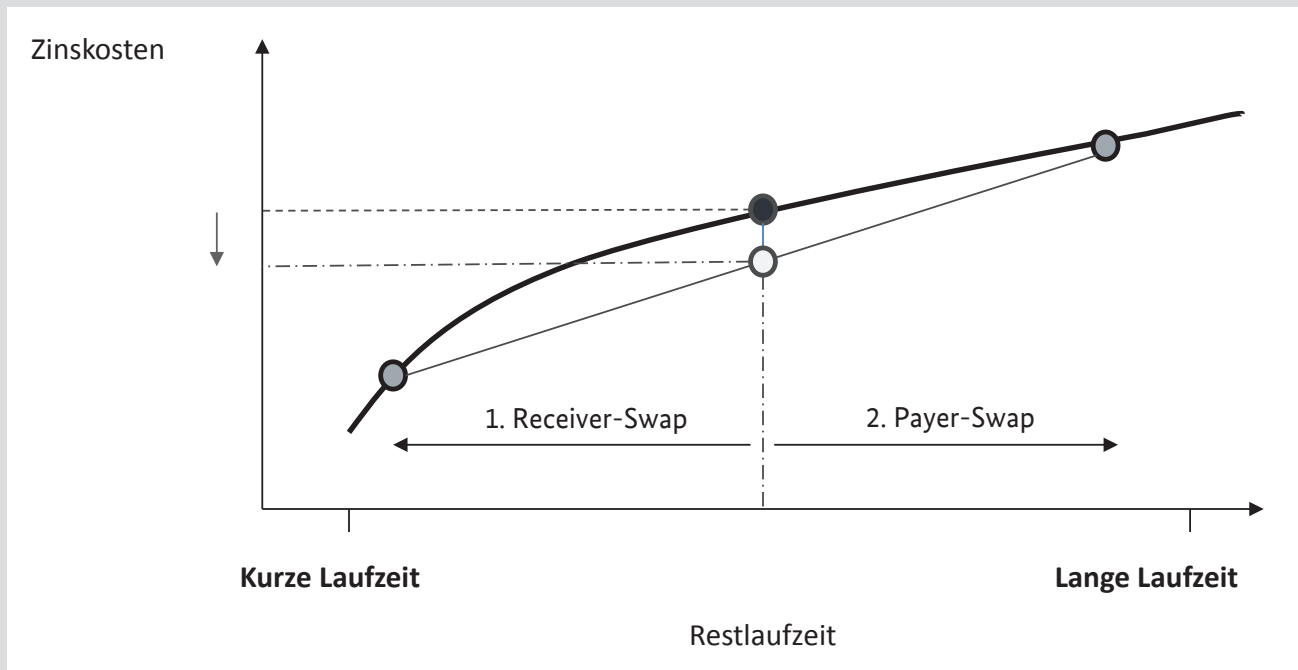 Zinskosten
1. Receiver-Swap
2. Payer-Swap
Kurze Laufzeit
Lange Laufzeit
Restlaufzeit